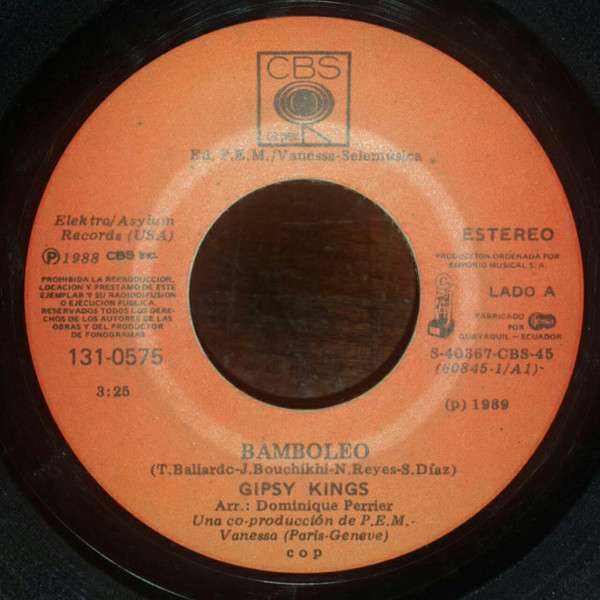 CBS
Ed. P.E.M./Vanessa-Selemusica
Elektra/Asylum
Records (USA)
Ⓟ 1988 CBS Inc.
PROHIBIDA LA REPRODUCCION,
LOCACION Y PRESTAMO DE ESTE
EJEMPLAR Y SU RADIODIFUSION
O EJECUCION PUBLICA.
RESERVADOS TODOS LOS DERE-
CHOS DE LOS AUTORES DE LAS
OBRAS Y DEL PRODUCTOR
DE FONOGRAMAS
131-0575
3:25
ESTEREO
PRODUCCION ORDENADA POR
EMPORIO MUSICAL S. A.
LADO A
FABRICADO POR
GUAYAQUIL - ECUADOR
S-40367-CBS-45
(60845-1/A1)-
(p) 1989
BAMBOLEO
(T.Baliardo-J.Bouchikhi-N.Reyes-S.Díaz)
GIPSY KINGS
Arr.: Dominique Perrier
Una co-producción de P.E.M.-
Vanessa (Paris-Geneve)
c o p